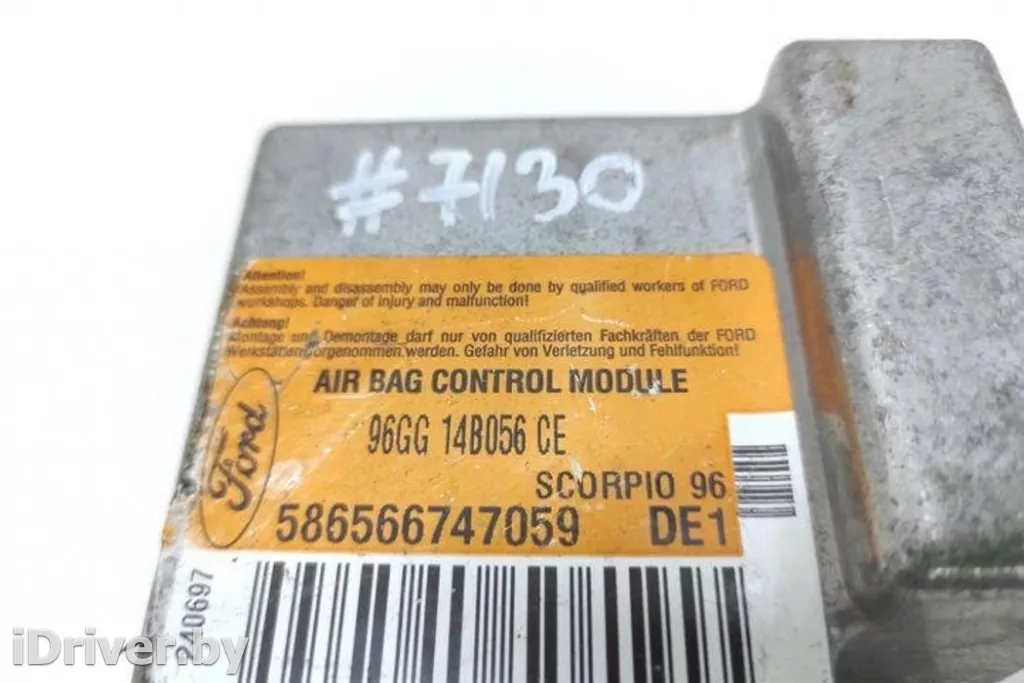 #7130
Attention!
Assembly and disassembly may only be done by qualified workers of FORD
workshops. Danger of injury and malfunction!
Achtung!
Montage und Demontage darf nur von qualifizierten Fachkräften der FORD
Werkstätten vorgenommen werden. Gefahr von Verletzung und Fehlfunktion!
AIR BAG CONTROL MODULE
96GG 14B056 CE
Ford
SCORPIO 96
586566747059 DE1
240697
iDriver.by